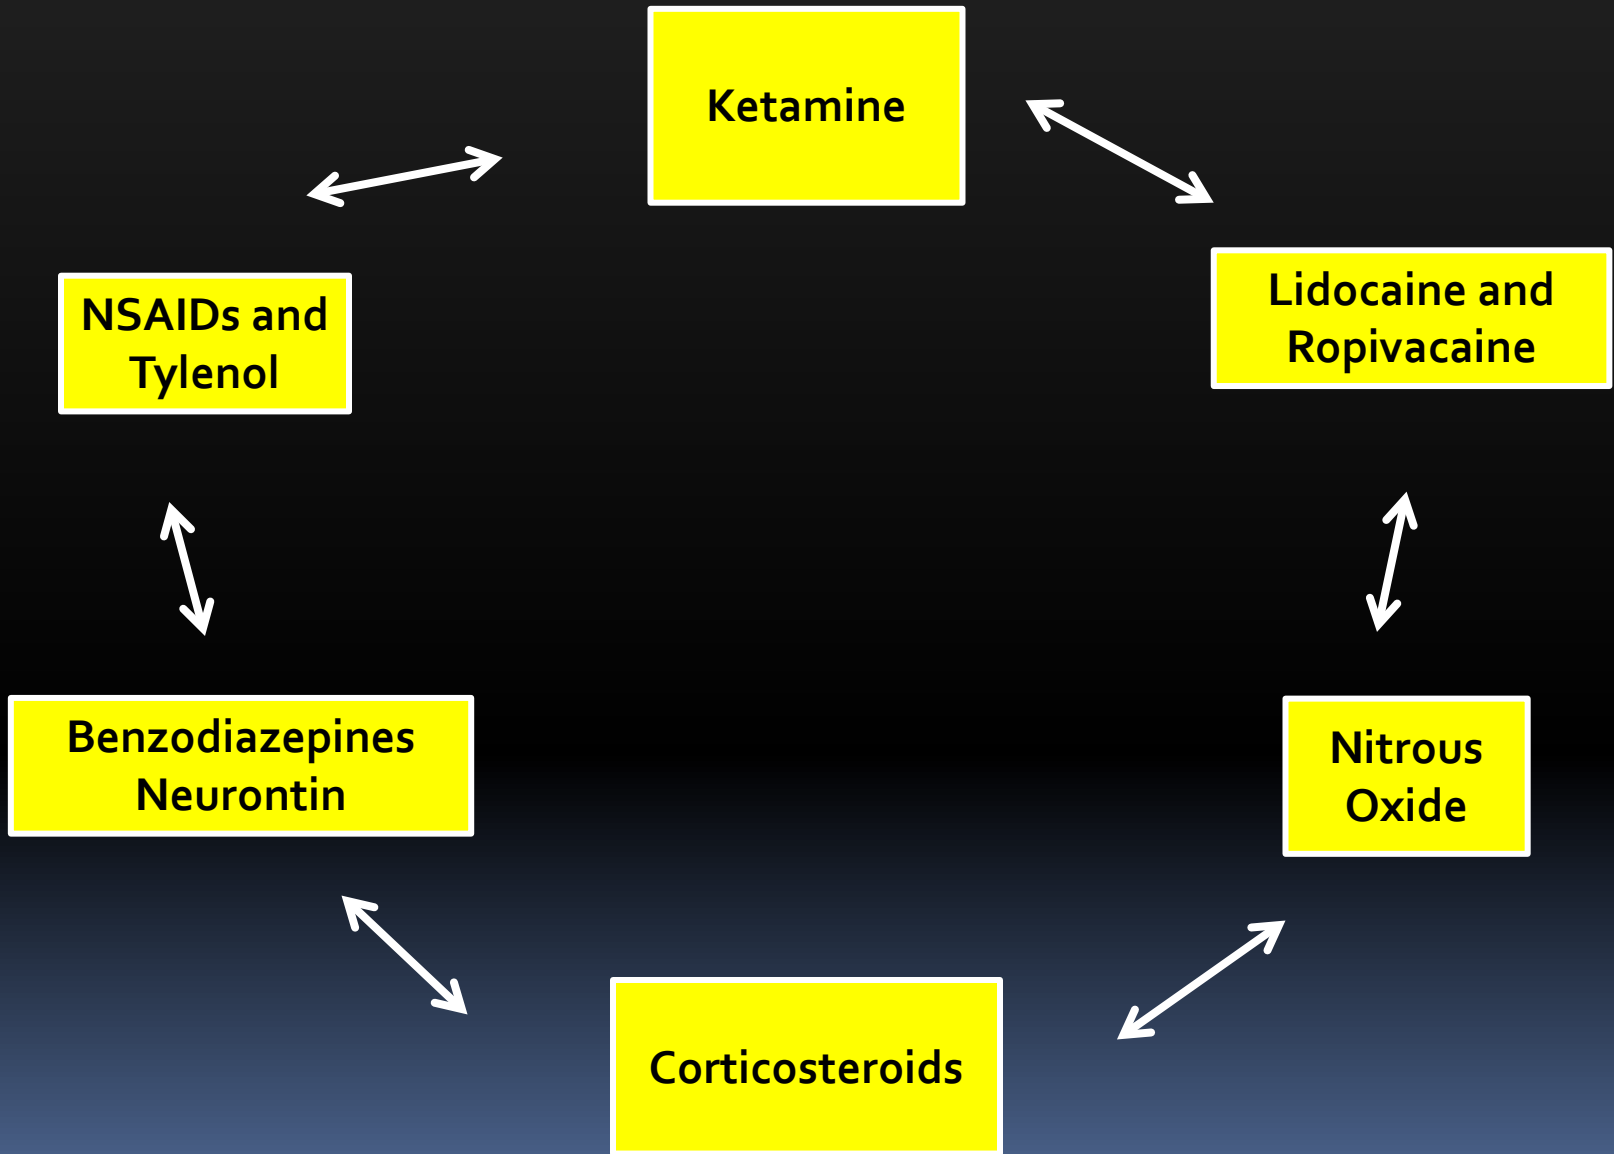 Ketamine
NSAIDs and
Tylenol
Lidocaine and
Ropivacaine
Benzodiazepines
Neurontin
Nitrous
Oxide
Corticosteroids